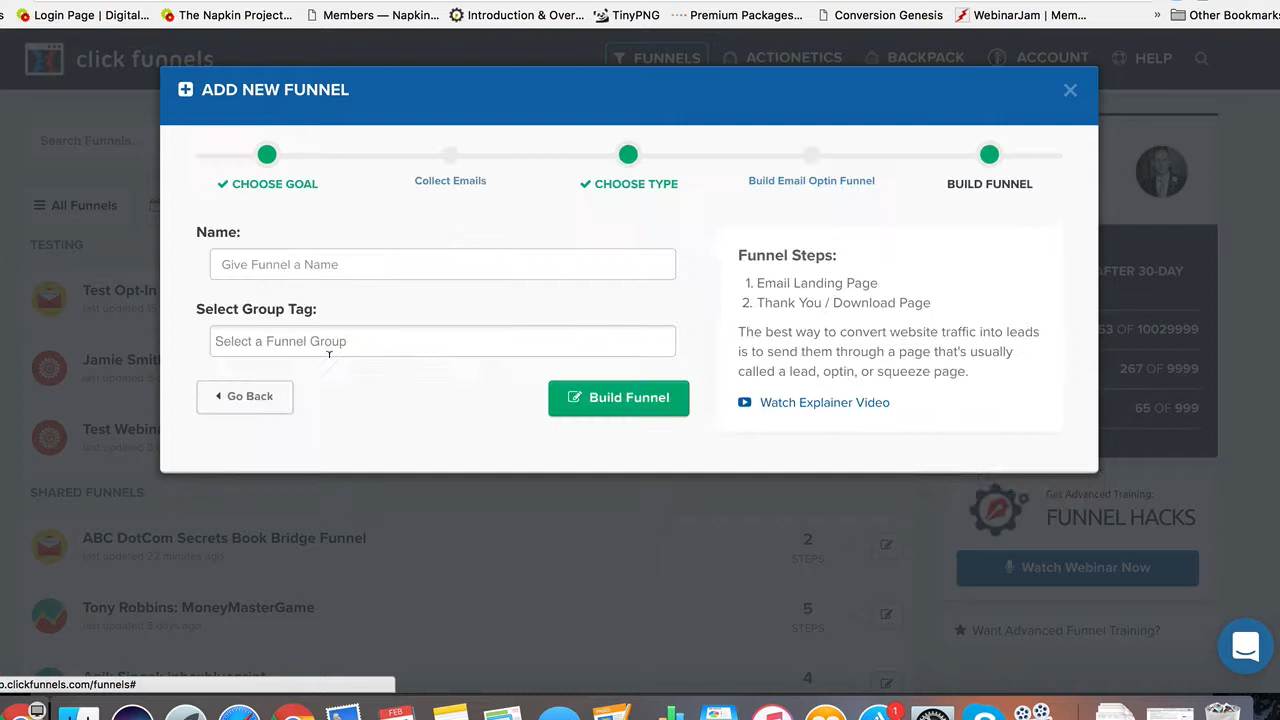 Login Page | Digital...
The Napkin Project...
Members — Napkin...
Introduction & Over...
TinyPNG
Premium Packages...
Conversion Genesis
WebinarJam | Mem...
»
Other Bookmarks
click funnels
FUNNELS
ACTIONETICS
BACKPACK
ACCOUNT
HELP
ADD NEW FUNNEL
×
Search Funnels...
CHOOSE GOAL
Collect Emails
CHOOSE TYPE
Build Email Optin Funnel
BUILD FUNNEL
All Funnels
Name:
Give Funnel a Name
Funnel Steps:
1. Email Landing Page
2. Thank You / Download Page
The best way to convert website traffic into leads
is to send them through a page that's usually
called a lead, optin, or squeeze page.
Watch Explainer Video
Select Group Tag:
Select a Funnel Group
Go Back
Build Funnel
TESTING
Test Opt-In
last updated 15
Jamie Smith
last updated
Test Webina
last updated
AFTER 30-DAY
53 OF 10029999
267 OF 9999
65 OF 999
SHARED FUNNELS
ABC DotCom Secrets Book Bridge Funnel
last updated 22 minutes ago
2
STEPS
Tony Robbins: MoneyMasterGame
last updated 8 days ago
5
STEPS
4
Get Advanced Training:
FUNNEL HACKS
Watch Webinar Now
Want Advanced Funnel Training?
p.clickfunnels.com/funnels#
FEB
1